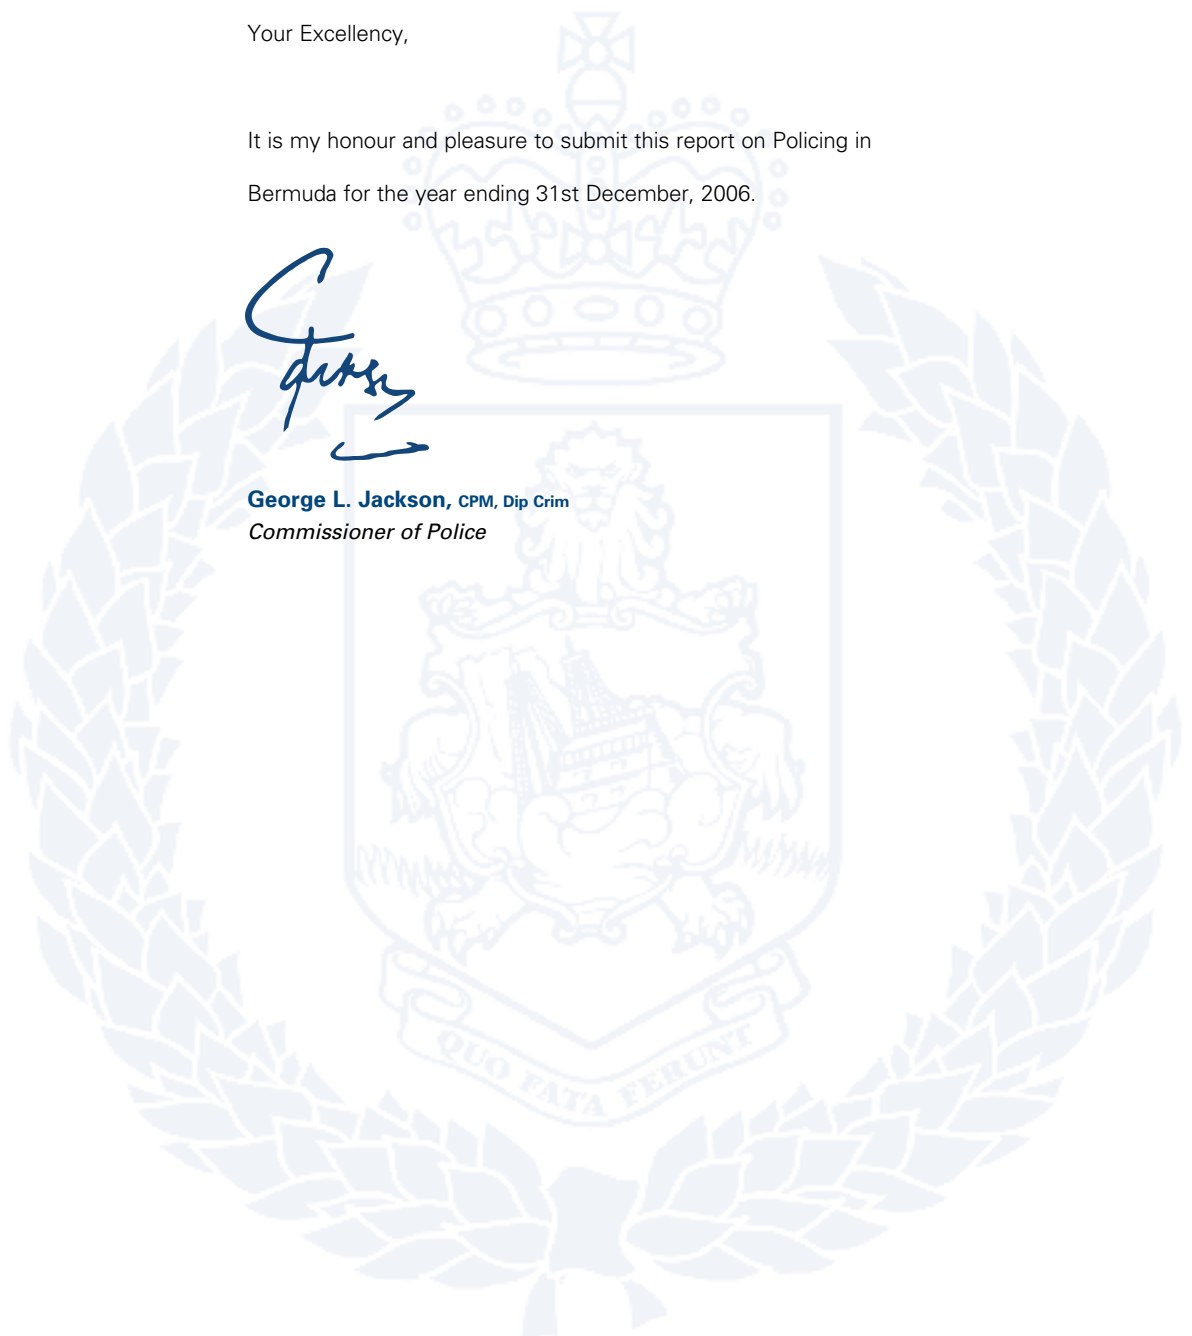 Your Excellency,
It is my honour and pleasure to submit this report on Policing in
Bermuda for the year ending 31st December, 2006.
George L. Jackson, CPM, Dip Crim
Commissioner of Police
QUO FATA FERUNT